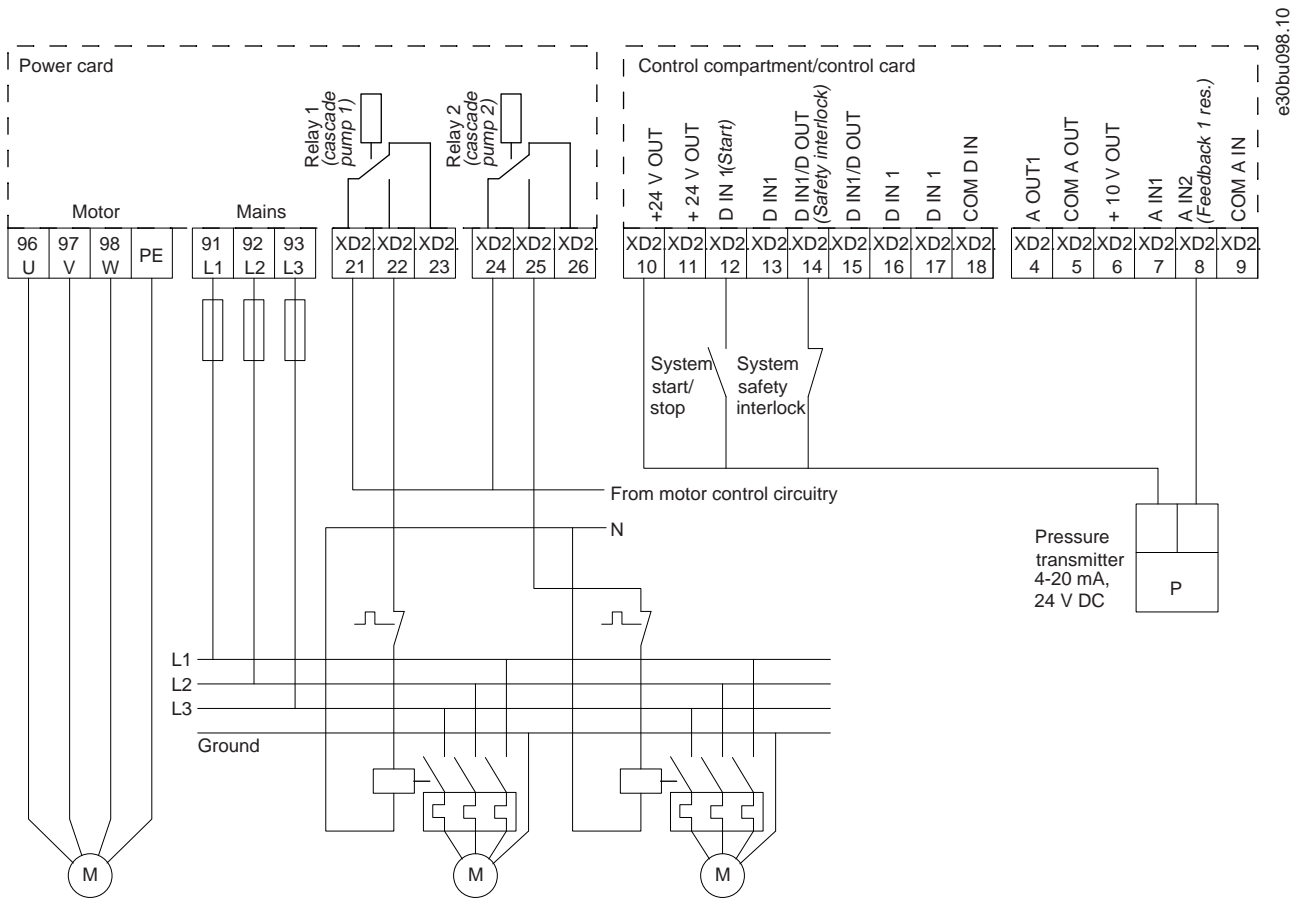 e30bu098.10
Power card
Relay 1
(cascade
pump 1)
Relay 2
(cascade
pump 2)
Motor
Mains
96
U
97
V
98
W
PE
91
L1
92
L2
93
L3
XD2.
21
XD2.
22
XD2.
23
XD2.
24
XD2.
25
XD2.
26
Control compartment/control card
+24 V OUT
+ 24 V OUT
D IN 1(Start)
D IN1
D IN1/D OUT
(Safety interlock)
D IN1/D OUT
D IN 1
D IN 1
COM D IN
A OUT1
COM A OUT
+ 10 V OUT
A IN1
A IN2
(Feedback 1 res.)
COM A IN
XD2.
10
XD2.
11
XD2.
12
XD2.
13
XD2.
14
XD2.
15
XD2.
16
XD2.
17
XD2.
18
XD2.
4
XD2.
5
XD2.
6
XD2.
7
XD2.
8
XD2.
9
System
start/
stop
System
safety
interlock
From motor control circuitry
N
Pressure
transmitter
4-20 mA,
24 V DC
P
L1
L2
L3
Ground
M
M
M